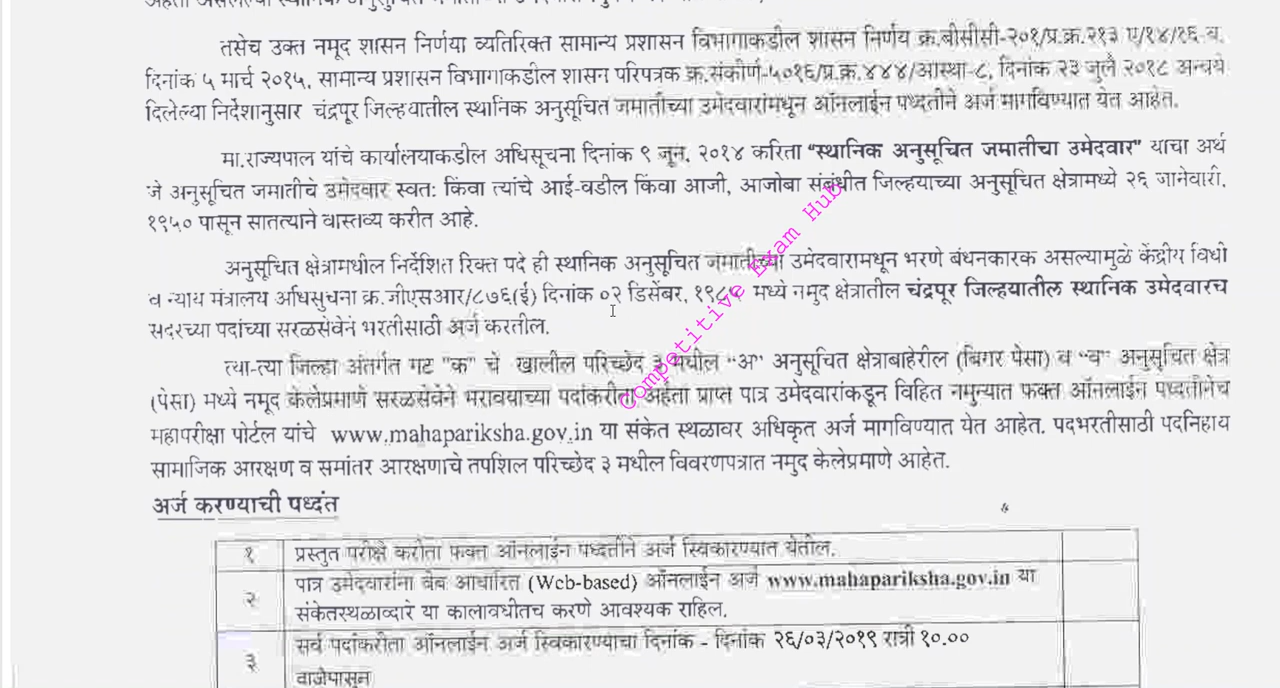 तसेच उक्त नमूद शासन निर्णया व्यतिरिक्त सामान्य प्रशासन विभागाकडील शासन निर्णय क्र.बीसीसी-२०१/प्र.क्र.२१३ ए/१४/१६ ब,
दिनांक ५ मार्च २०१५, सामान्य प्रशासन विभागाकडील शासन परिपत्रक क्र.संकीर्ण-५०१६/प्र.क्र.४४४/आस्था-८, दिनांक २३ जुलै २०१८ अन्वये
दिलेल्या निर्देशानुसार चंद्रपूर जिल्हयातील स्थानिक अनुसूचित जमातीच्या उमेदवारांमधून ऑनलाईन पध्दतीने अर्ज मागविण्यात येत आहेत.
मा.राज्यपाल यांचे कार्यालयाकडील अधिसूचना दिनांक ९ जून, २०१४ करिता "स्थानिक अनुसूचित जमातीचा उमेदवार" याचा अर्थ
जे अनुसूचित जमातीचे उमेदवार स्वत: किंवा त्यांचे आई-वडील किंवा आजी, आजोबा संबंधीत जिल्हयाच्या अनुसूचित क्षेत्रामध्ये २६ जानेवारी,
१९५० पासून सातत्याने वास्तव्य करीत आहे.
अनुसूचित क्षेत्रामधील निर्देशित रिक्त पदे ही स्थानिक अनुसूचित जमातीच्या उमेदवारामधून भरणे बंधनकारक असल्यामुळे केंद्रीय विधी
व न्याय मंत्रालय अधिसुचना क्र.जीएसआर/८७६(ई) दिनांक ०२ डिसेंबर, १९८५ मध्ये नमुद क्षेत्रातील चंद्रपूर जिल्हयातील स्थानिक उमेदवारच
सदरच्या पदांच्या सरळसेवेने भरतीसाठी अर्ज करतील.
त्या-त्या जिल्हा अंतर्गत गट "क" चे खालील परिच्छेद ३ मधील "अ" अनुसूचित क्षेत्राबाहेरील (बिगर पेसा) व "ब" अनुसूचित क्षेत्र
(पेसा) मध्ये नमूद केलेप्रमाणे सरळसेवेने भरावयाच्या पदांकरीता अर्हता प्राप्त पात्र उमेदवारांकडून विहित नमुन्यात फक्त ऑनलाईन पध्दतीनेच
महापरीक्षा पोर्टल यांचे www.mahapariksha.gov.in या संकेत स्थळावर अधिकृत अर्ज मागविण्यात येत आहेत. पदभरतीसाठी पदनिहाय
सामाजिक आरक्षण व समांतर आरक्षणाचे तपशिल परिच्छेद ३ मधील विवरणपत्रात नमुद केलेप्रमाणे आहेत.
अर्ज करण्याची पध्दत
१ प्रस्तुत परीक्षे करीता फक्त ऑनलाईन पध्दतीने अर्ज स्विकारण्यात येतील.
२ पात्र उमेदवारांना वेब आधारित (Web-based) ऑनलाईन अर्ज www.mahapariksha.gov.in या
संकेतस्थळाव्दारे या कालावधीतच करणे आवश्यक राहिल.
३ सर्व पदांकरीता ऑनलाईन अर्ज स्विकारण्याचा दिनांक - दिनांक २६/०३/२०१९ रात्री १०.००
वाजेपासून
Competitive Exam Hub